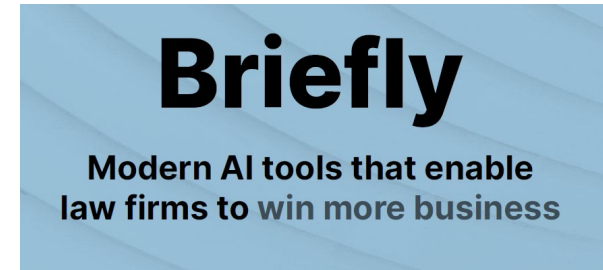 Briefly
Modern AI tools that enable
law firms to win more business